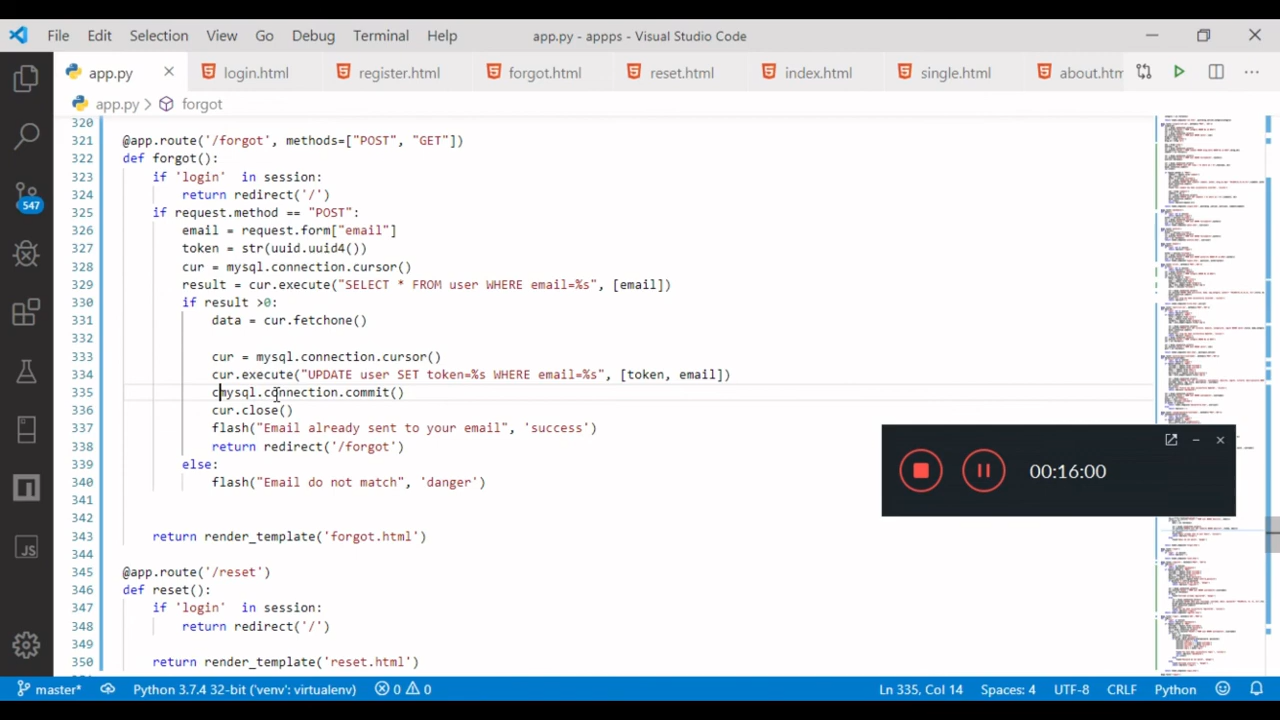 File Edit Selection View Go Debug Terminal Help app.py - appps - Visual Studio Code
app.py login.html register.html forgot.html reset.html index.html single.html about.htm
app.py > forgot
320
321 @app.route('/forgot', methods=["POST", "GET"])
322 def forgot():
323 if 'login' in session:
324 return redirect('/')
325 if request.method == "POST":
326 email = request.form["email"]
327 token = str(uuid.uuid4())
328 cur = mysql.connection.cursor()
329 result = cur.execute("SELECT * FROM user WHERE email=%s", [email])
330 if result >0:
331 = cur.fetchone()
332
333 cur = mysql.connection.cursor()
334 cur.execute("UPDATE user SET token=%s WHERE email=%s", [token, email])
335 mysql.connection.commit()
336 cur.close()
337 flash("Email already sent to your email", 'success')
338 return redirect('/forgot')
339 else:
340 flash("Email do not match", 'danger')
341
342
343 return render_template('forgot.html')
344
345 @app.route('/reset')
346 def reset():
347 if 'login' in session:
348 return redirect('/')
349
350 return render_template('reset.html')
547
00:16:00
master* Python 3.7.4 32-bit ('venv': virtualenv) 0 0 Ln 335, Col 14 Spaces: 4 UTF-8 CRLF Python